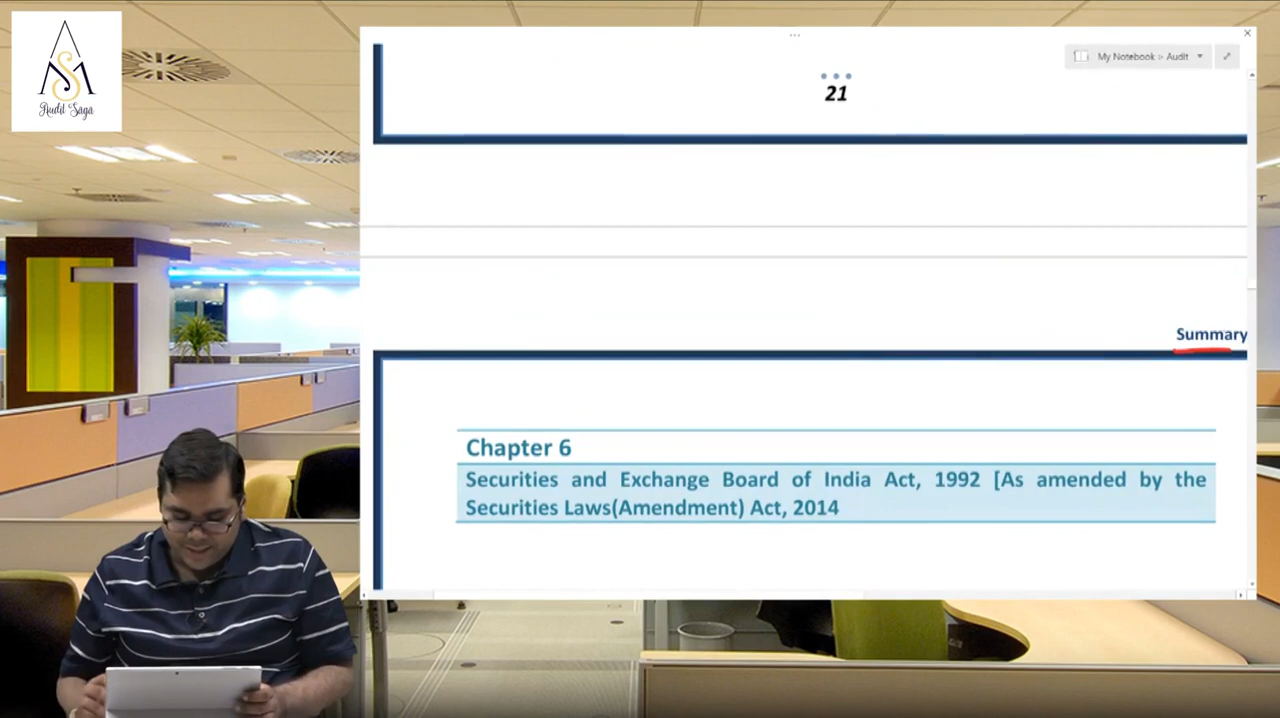 Audit Saga
My Notebook :- Audit
21
Summary
Chapter 6
Securities and Exchange Board of India Act, 1992 [As amended by the
Securities Laws(Amendment) Act, 2014